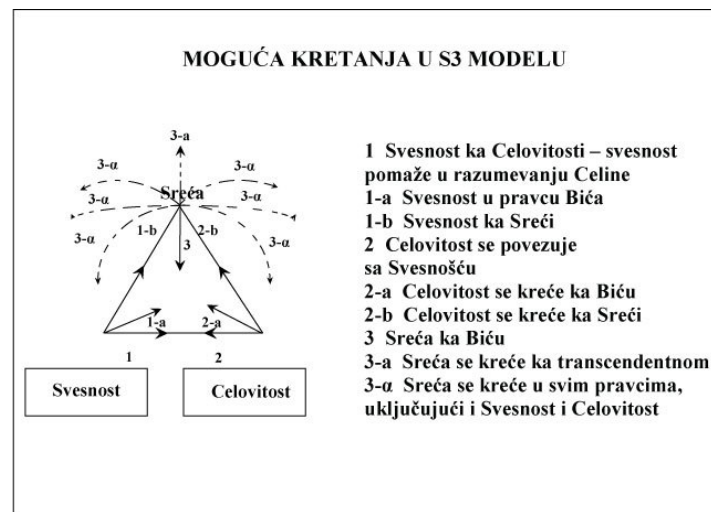 MOGUĆA KRETANJA U S3 MODELU
3-a
3-α
3-α
Sreća
3-α
3-α
3-α
3-α
1-b
2-b
3
1-a
2-a
1
2
Svesnost
Celovitost
1 Svesnost ka Celovitosti – svesnost
pomaže u razumevanju Celine
1-a Svesnost u pravcu Bića
1-b Svesnost ka Sreći
2 Celovitost se povezuje
sa Svesnošću
2-a Celovitost se kreće ka Biću
2-b Celovitost se kreće ka Sreći
3 Sreća ka Biću
3-a Sreća se kreće ka transcendentnom
3-α Sreća se kreće u svim pravcima,
uključujući i Svesnost i Celovitost